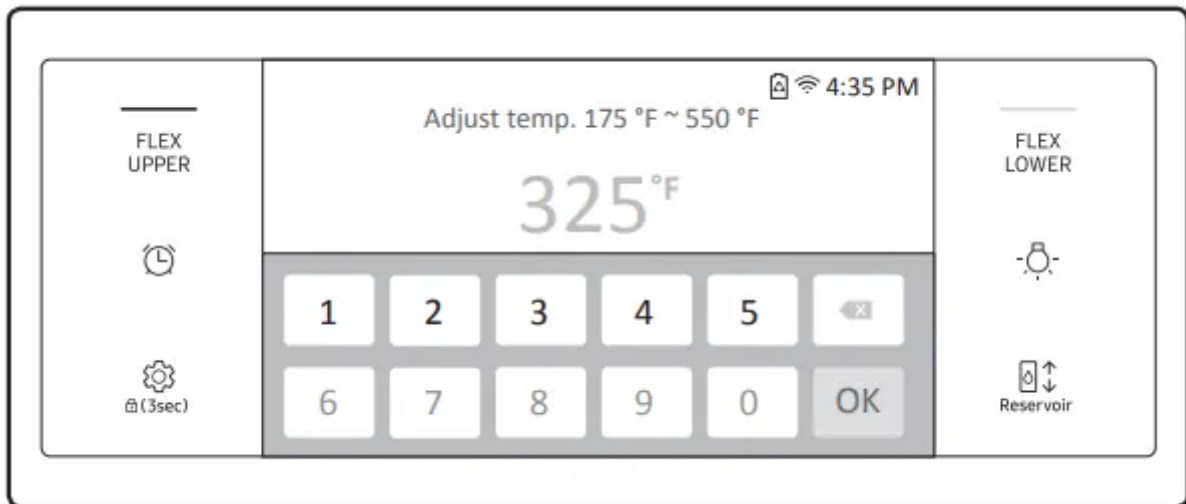 4:35 PM
Adjust temp. 175 °F ~ 550 °F
325°F
FLEX
UPPER
(3sec)
1 2 3 4 5
6 7 8 9 0 OK
FLEX
LOWER
Reservoir